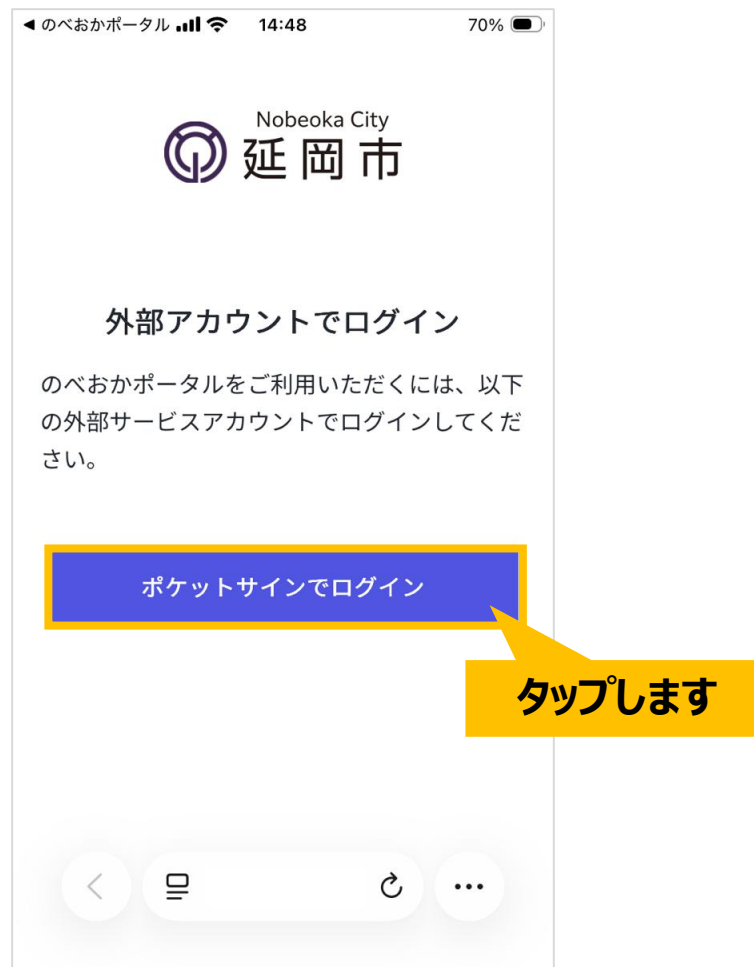 ◀ のべおかポータル 14:48 70%
Nobeoka City
延岡市
外部アカウントでログイン
のべおかポータルをご利用いただくには、以下
の外部サービスアカウントでログインしてくだ
さい。
ポケットサインでログイン
タップします